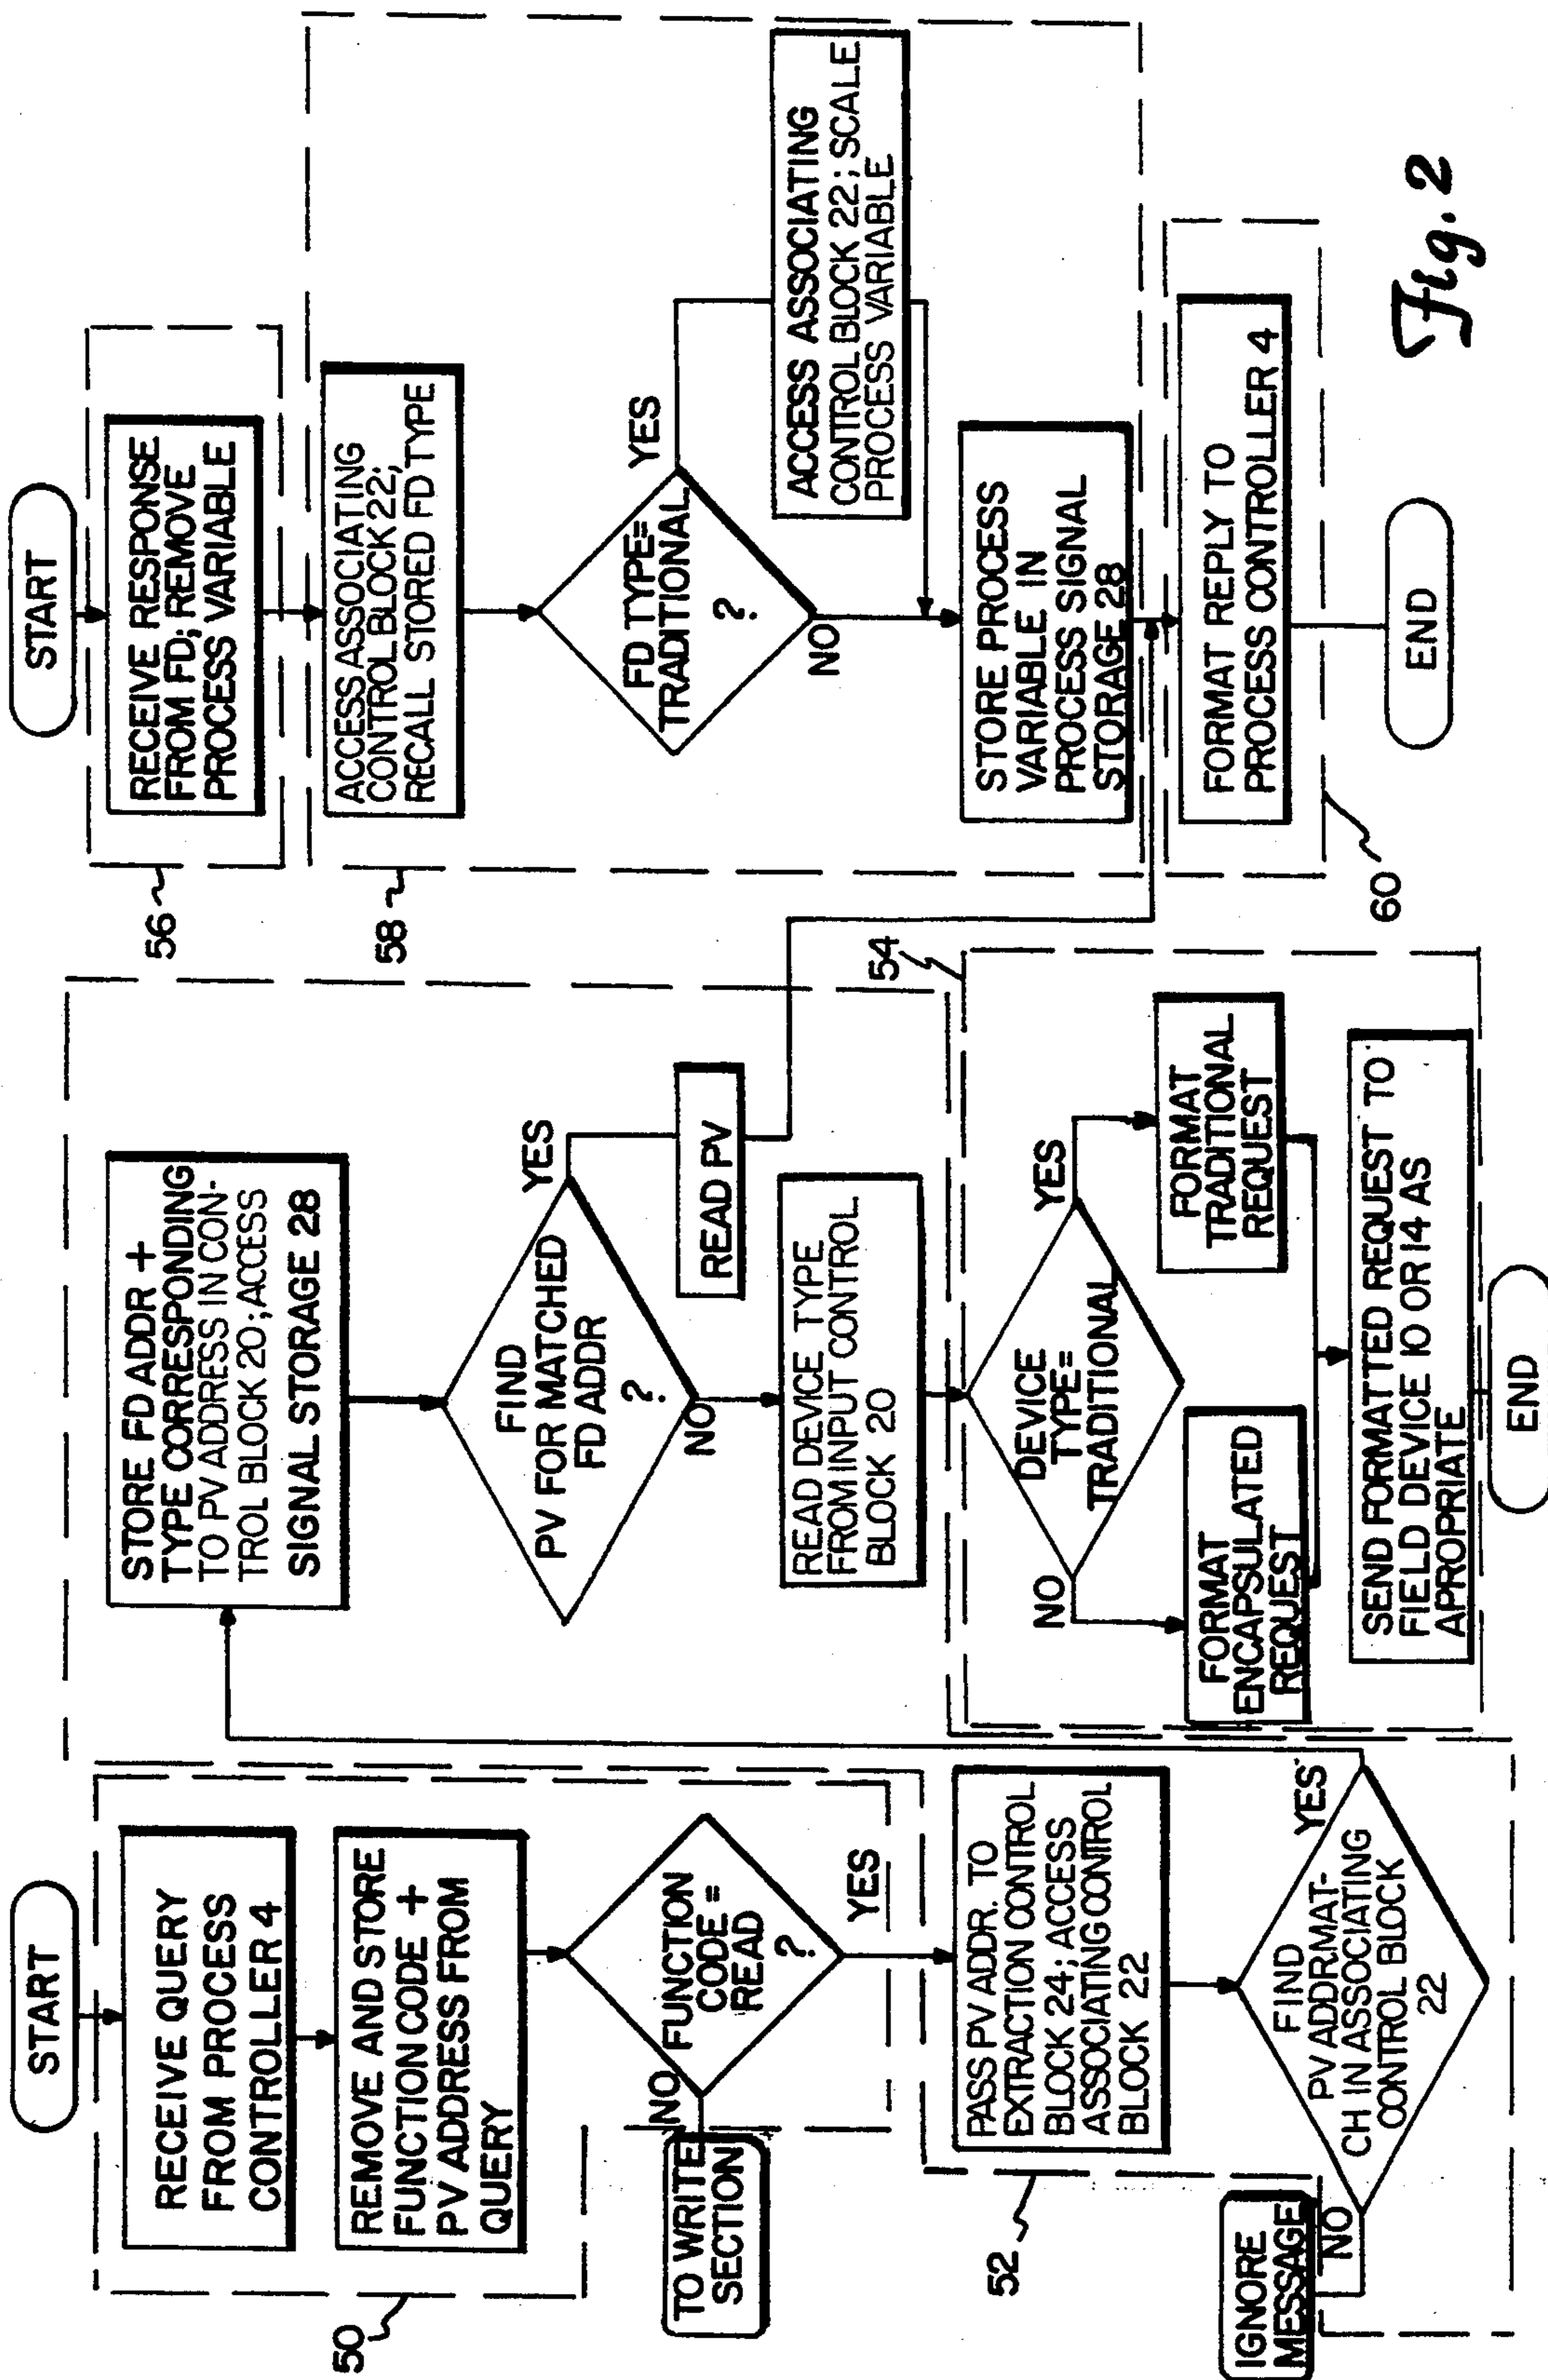 START
RECEIVE QUERY
FROM PROCESS
CONTROLLER 4
REMOVE AND STORE
FUNCTION CODE +
PV ADDRESS FROM
QUERY
FUNCTION
CODE =
READ
?
NO
YES
TO WRITE
SECTION
50
PASS PV ADDR. TO
EXTRACTION CONTROL
BLOCK 24; ACCESS
ASSOCIATING CONTROL
BLOCK 22
FIND
PV ADDR MAT-
CH IN ASSOCIATING
CONTROL BLOCK
22
YES
NO
IGNORE
MESSAGE
52
STORE FD ADDR +
TYPE CORRESPONDING
TO PV ADDRESS IN CON-
TROL BLOCK 20; ACCESS
SIGNAL STORAGE 28
FIND
PV FOR MATCHED
FD ADDR
?
YES
NO
READ PV
READ DEVICE TYPE
FROM INPUT CONTROL
BLOCK 20
54
DEVICE
TYPE=
TRADITIONAL
NO
YES
FORMAT
ENCAPSULATED
REQUEST
FORMAT
TRADITIONAL
REQUEST
SEND FORMATTED REQUEST TO
FIELD DEVICE 10 OR 14 AS
APROPRIATE
END
START
RECEIVE RESPONSE
FROM FD; REMOVE
PROCESS VARIABLE
56
ACCESS ASSOCIATING
CONTROL BLOCK 22;
RECALL STORED FD TYPE
58
FD TYPE=
TRADITIONAL
?
YES
NO
ACCESS ASSOCIATING
CONTROL BLOCK 22; SCALE
PROCESS VARIABLE
STORE PROCESS
VARIABLE IN
PROCESS SIGNAL
STORAGE 28
FORMAT REPLY TO
PROCESS CONTROLLER 4
60
END
Fig. 2